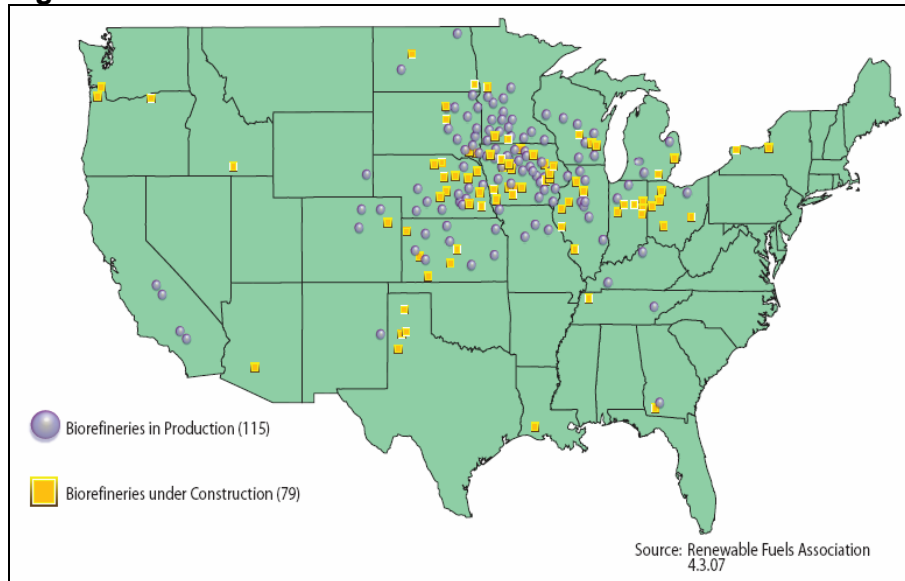 Biorefineries in Production (115)
Biorefineries under Construction (79)
Source: Renewable Fuels Association
4.3.07